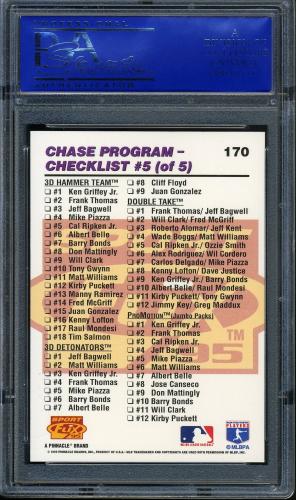 CHASE PROGRAM –
CHECKLIST #5 (of 5)
170
3D HAMMER TEAM™
#1 Ken Griffey Jr.
#2 Frank Thomas
#3 Jeff Bagwell
#4 Mike Piazza
#5 Cal Ripken Jr.
#6 Albert Belle
#7 Barry Bonds
#8 Don Mattingly
#9 Will Clark
#10 Tony Gwynn
#11 Matt Williams
#12 Kirby Puckett
#13 Manny Ramirez
#14 Fred McGriff
#15 Juan Gonzalez
#16 Kenny Lofton
#17 Raul Mondesi
#18 Tim Salmon
3D DETONATORS™
#1 Jeff Bagwell
#2 Matt Williams
#3 Ken Griffey Jr.
#4 Frank Thomas
#5 Mike Piazza
#6 Barry Bonds
#7 Albert Belle
#8 Cliff Floyd
#9 Juan Gonzalez
DOUBLE TAKE™
#1 Frank Thomas/ Jeff Bagwell
#2 Will Clark/ Fred McGriff
#3 Roberto Alomar/ Jeff Kent
#4 Wade Boggs/ Matt Williams
#5 Cal Ripken Jr./ Ozzie Smith
#6 Alex Rodriguez/ Wil Cordero
#7 Carlos Delgado/ Mike Piazza
#8 Kenny Lofton/ Dave Justice
#9 Ken Griffey Jr./ Barry Bonds
#10 Albert Belle/ Raul Mondesi
#11 Kirby Puckett/ Tony Gwynn
#12 Jimmy Key/ Greg Maddux
PROMOTION™ (Jumbo Packs)
#1 Ken Griffey Jr.
#2 Frank Thomas
#3 Cal Ripken Jr.
#4 Jeff Bagwell
#5 Mike Piazza
#6 Matt Williams
#7 Albert Belle
#8 Jose Canseco
#9 Don Mattingly
#10 Barry Bonds
#11 Will Clark
#12 Kirby Puckett
SPORTFLIX
A PINNACLE® BRAND
PLAYERS
©MLBPA